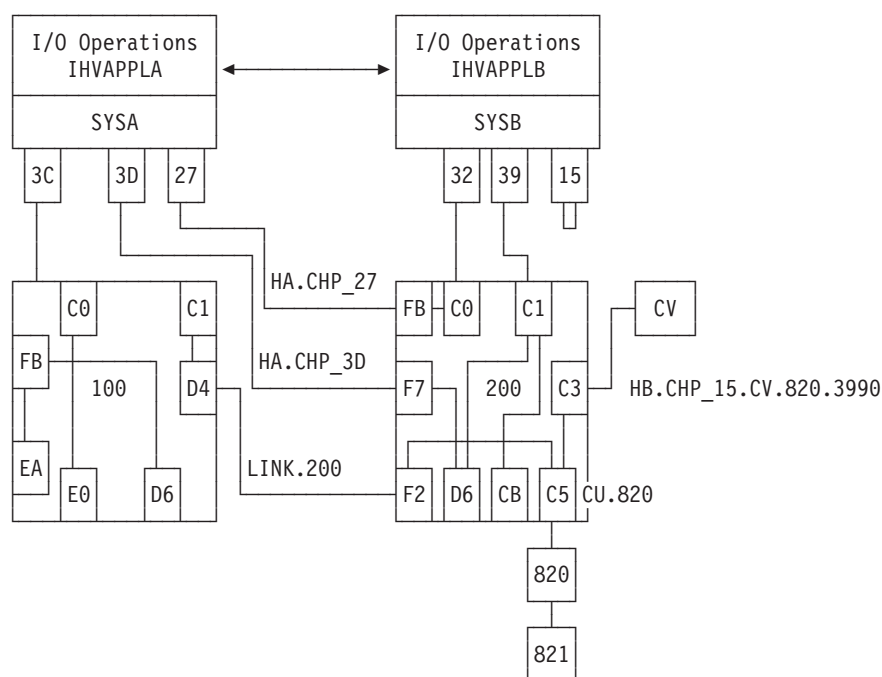 I/O Operations
IHVAPPLA
I/O Operations
IHVAPPLB
SYSA
SYSB
3C
3D
27
32
39
15
HA.CHP_27
C0
C1
FB
C0
C1
CV
FB
HA.CHP_3D
100
D4
F7
200
C3
HB.CHP_15.CV.820.3990
EA
LINK.200
E0
D6
F2
D6
CB
C5
CU.820
820
821